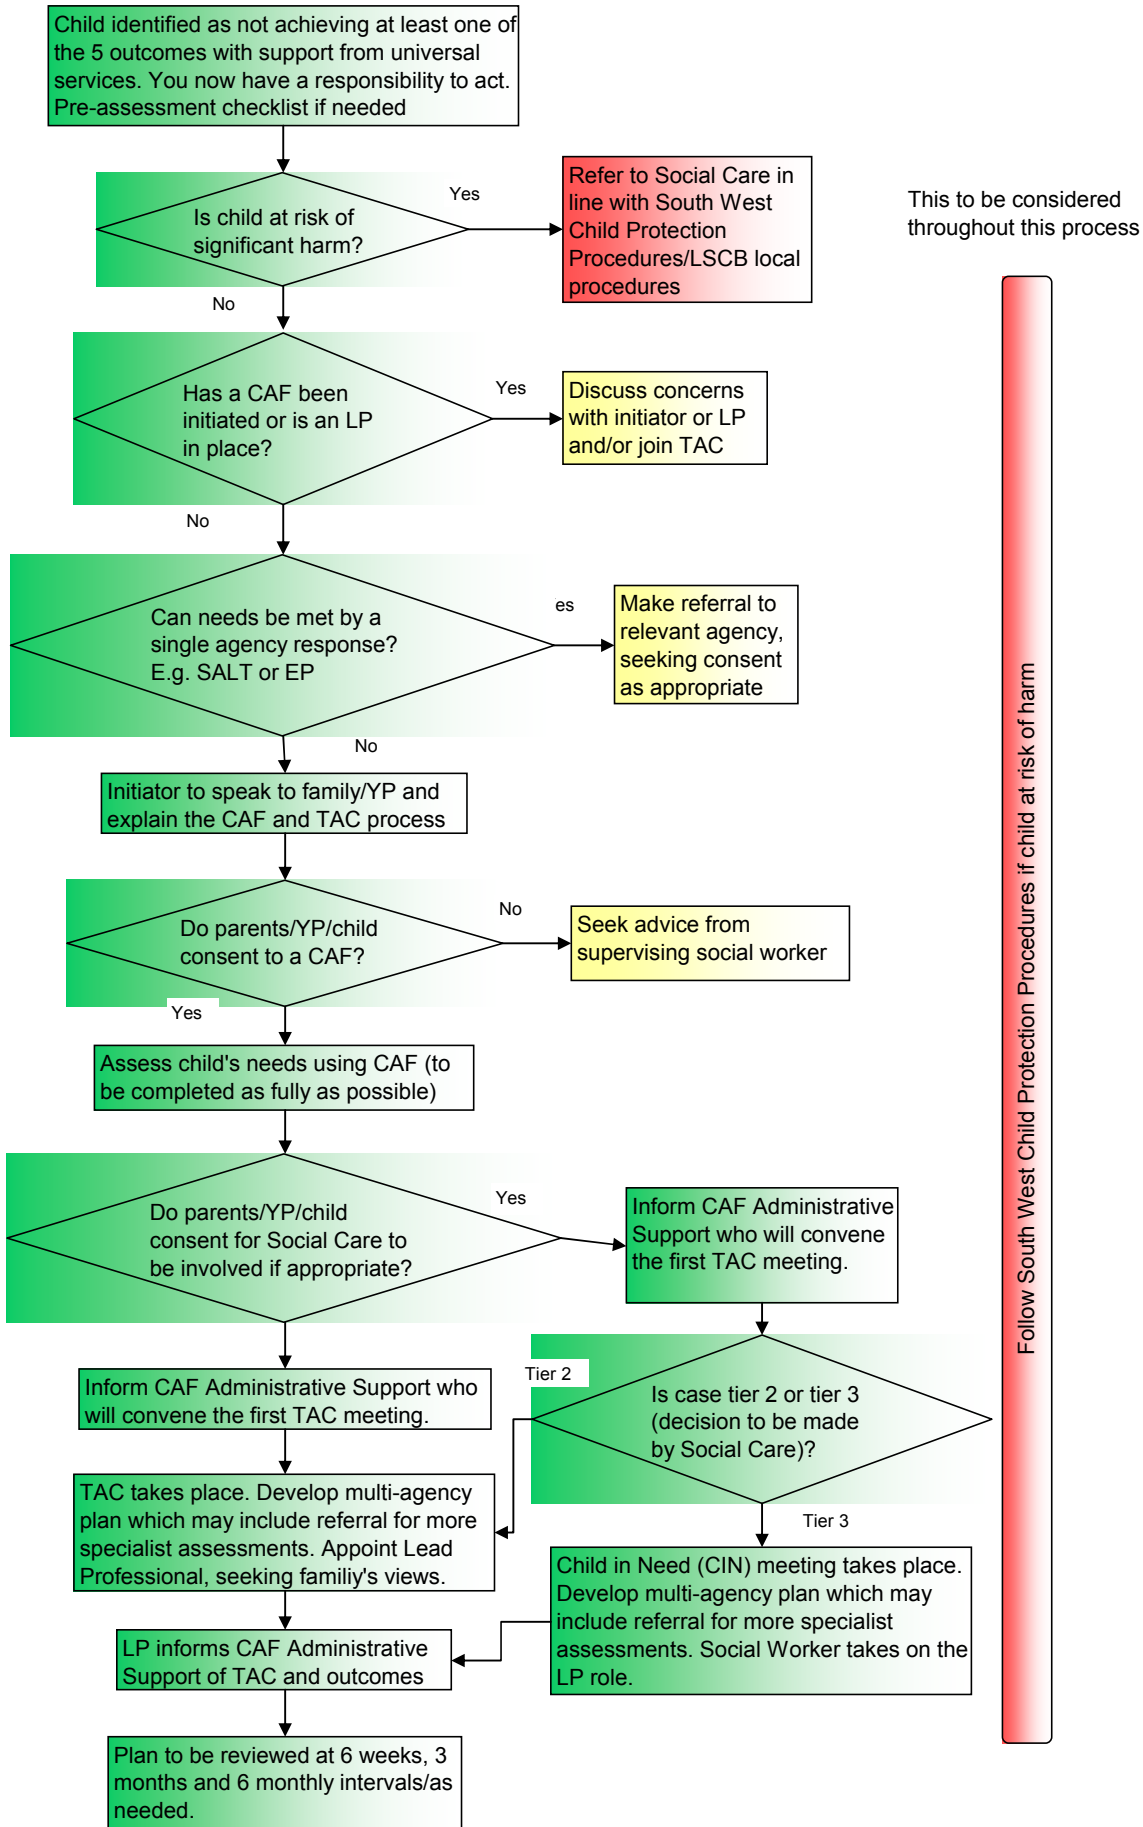 Child identified as not achieving at least one of
the 5 outcomes with support from universal
services. You now have a responsibility to act.
Pre-assessment checklist if needed
Is child at risk of
significant harm?
Yes
Refer to Social Care in
line with South West
Child Protection
Procedures/LSCB local
procedures
This to be considered
throughout this process
No
Has a CAF been
initiated or is an LP
in place?
Yes
Discuss concerns
with initiator or LP
and/or join TAC
No
Can needs be met by a
single agency response?
E.g. SALT or EP
es
Make referral to
relevant agency,
seeking consent
as appropriate
No
Initiator to speak to family/YP and
explain the CAF and TAC process
Do parents/YP/child
consent to a CAF?
No
Seek advice from
supervising social worker
Yes
Assess child's needs using CAF (to
be completed as fully as possible)
Do parents/YP/child
consent for Social Care to
be involved if appropriate?
Yes
Inform CAF Administrative
Support who will convene
the first TAC meeting.
Inform CAF Administrative Support who
will convene the first TAC meeting.
Tier 2
Is case tier 2 or tier 3
(decision to be made
by Social Care)?
TAC takes place. Develop multi-agency
plan which may include referral for more
specialist assessments. Appoint Lead
Professional, seeking familiy's views.
Tier 3
Child in Need (CIN) meeting takes place.
Develop multi-agency plan which may
include referral for more specialist
assessments. Social Worker takes on the
LP role.
LP informs CAF Administrative
Support of TAC and outcomes
Plan to be reviewed at 6 weeks, 3
months and 6 monthly intervals/as
needed.
Follow South West Child Protection Procedures if child at risk of harm